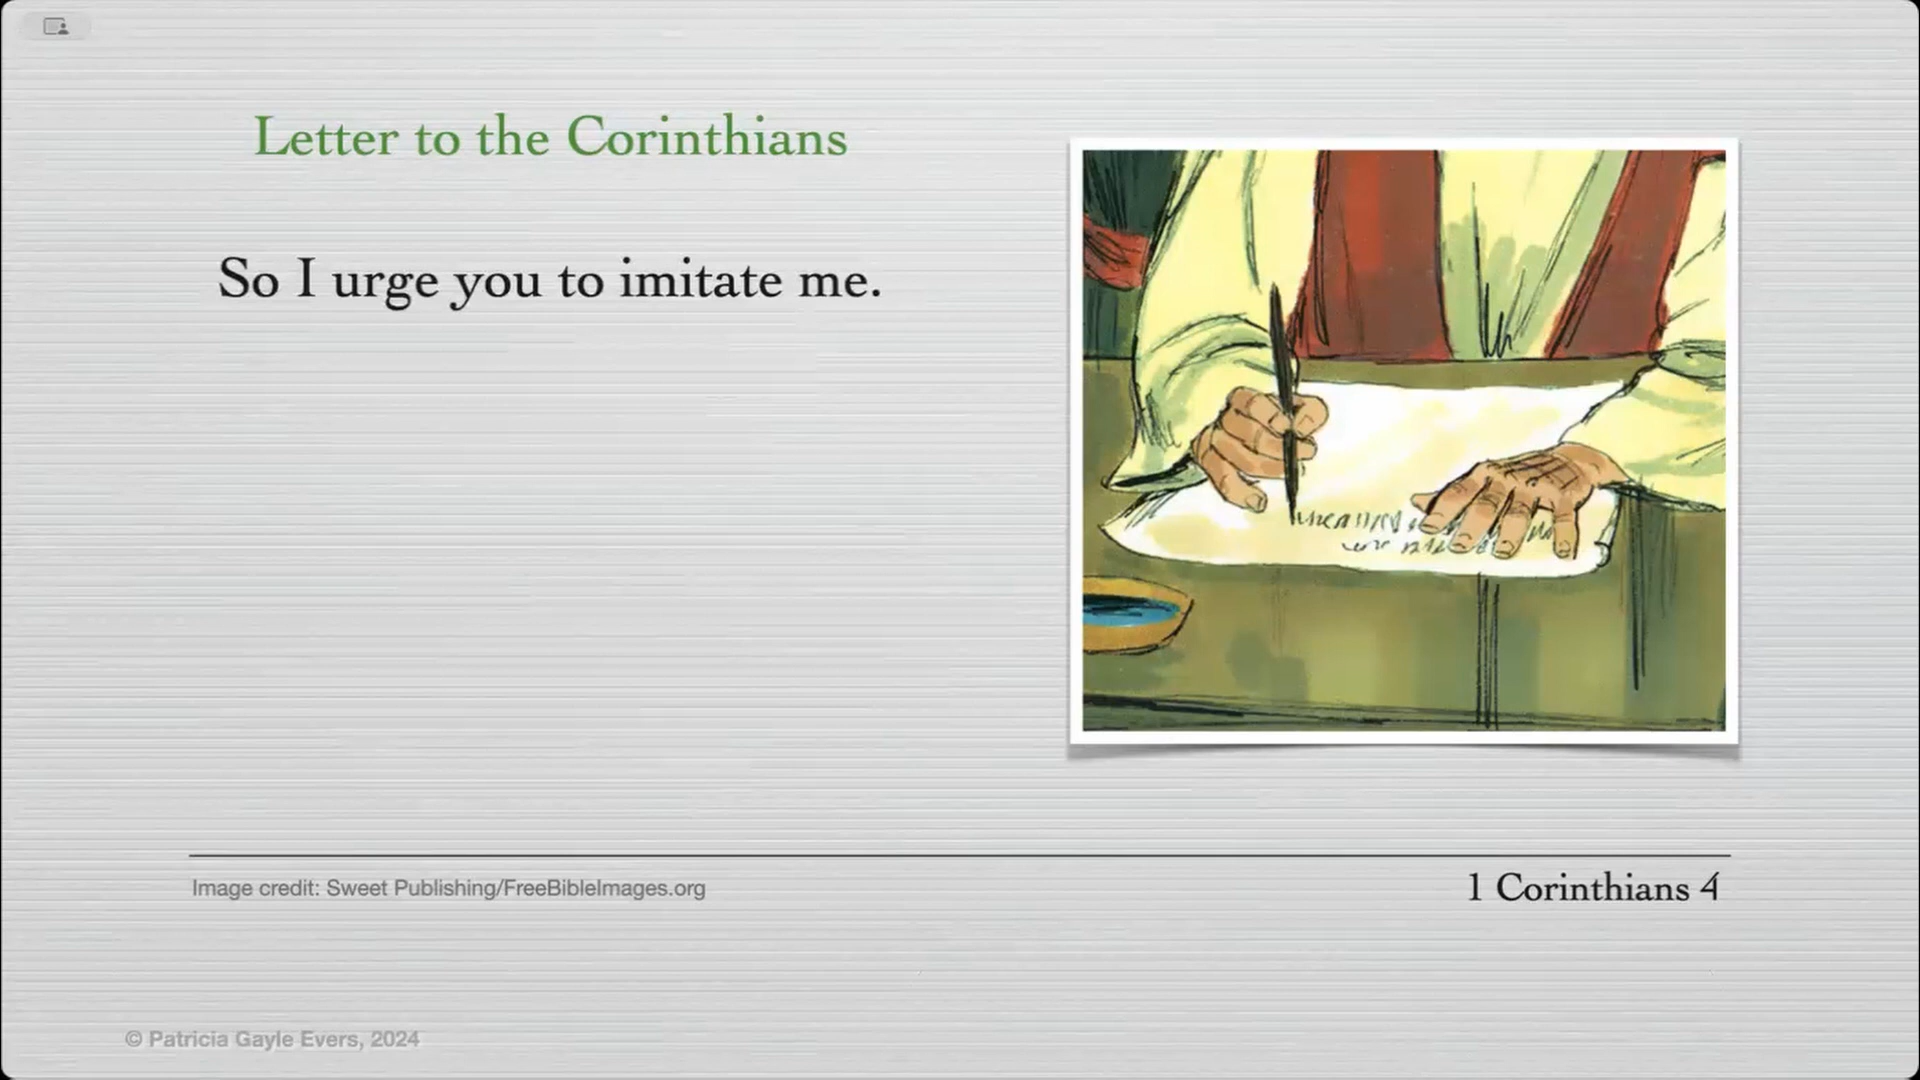 Letter to the Corinthians
So I urge you to imitate me.
Image credit: Sweet Publishing/FreeBibleImages.org
1 Corinthians 4
© Patricia Gayle Evers, 2024